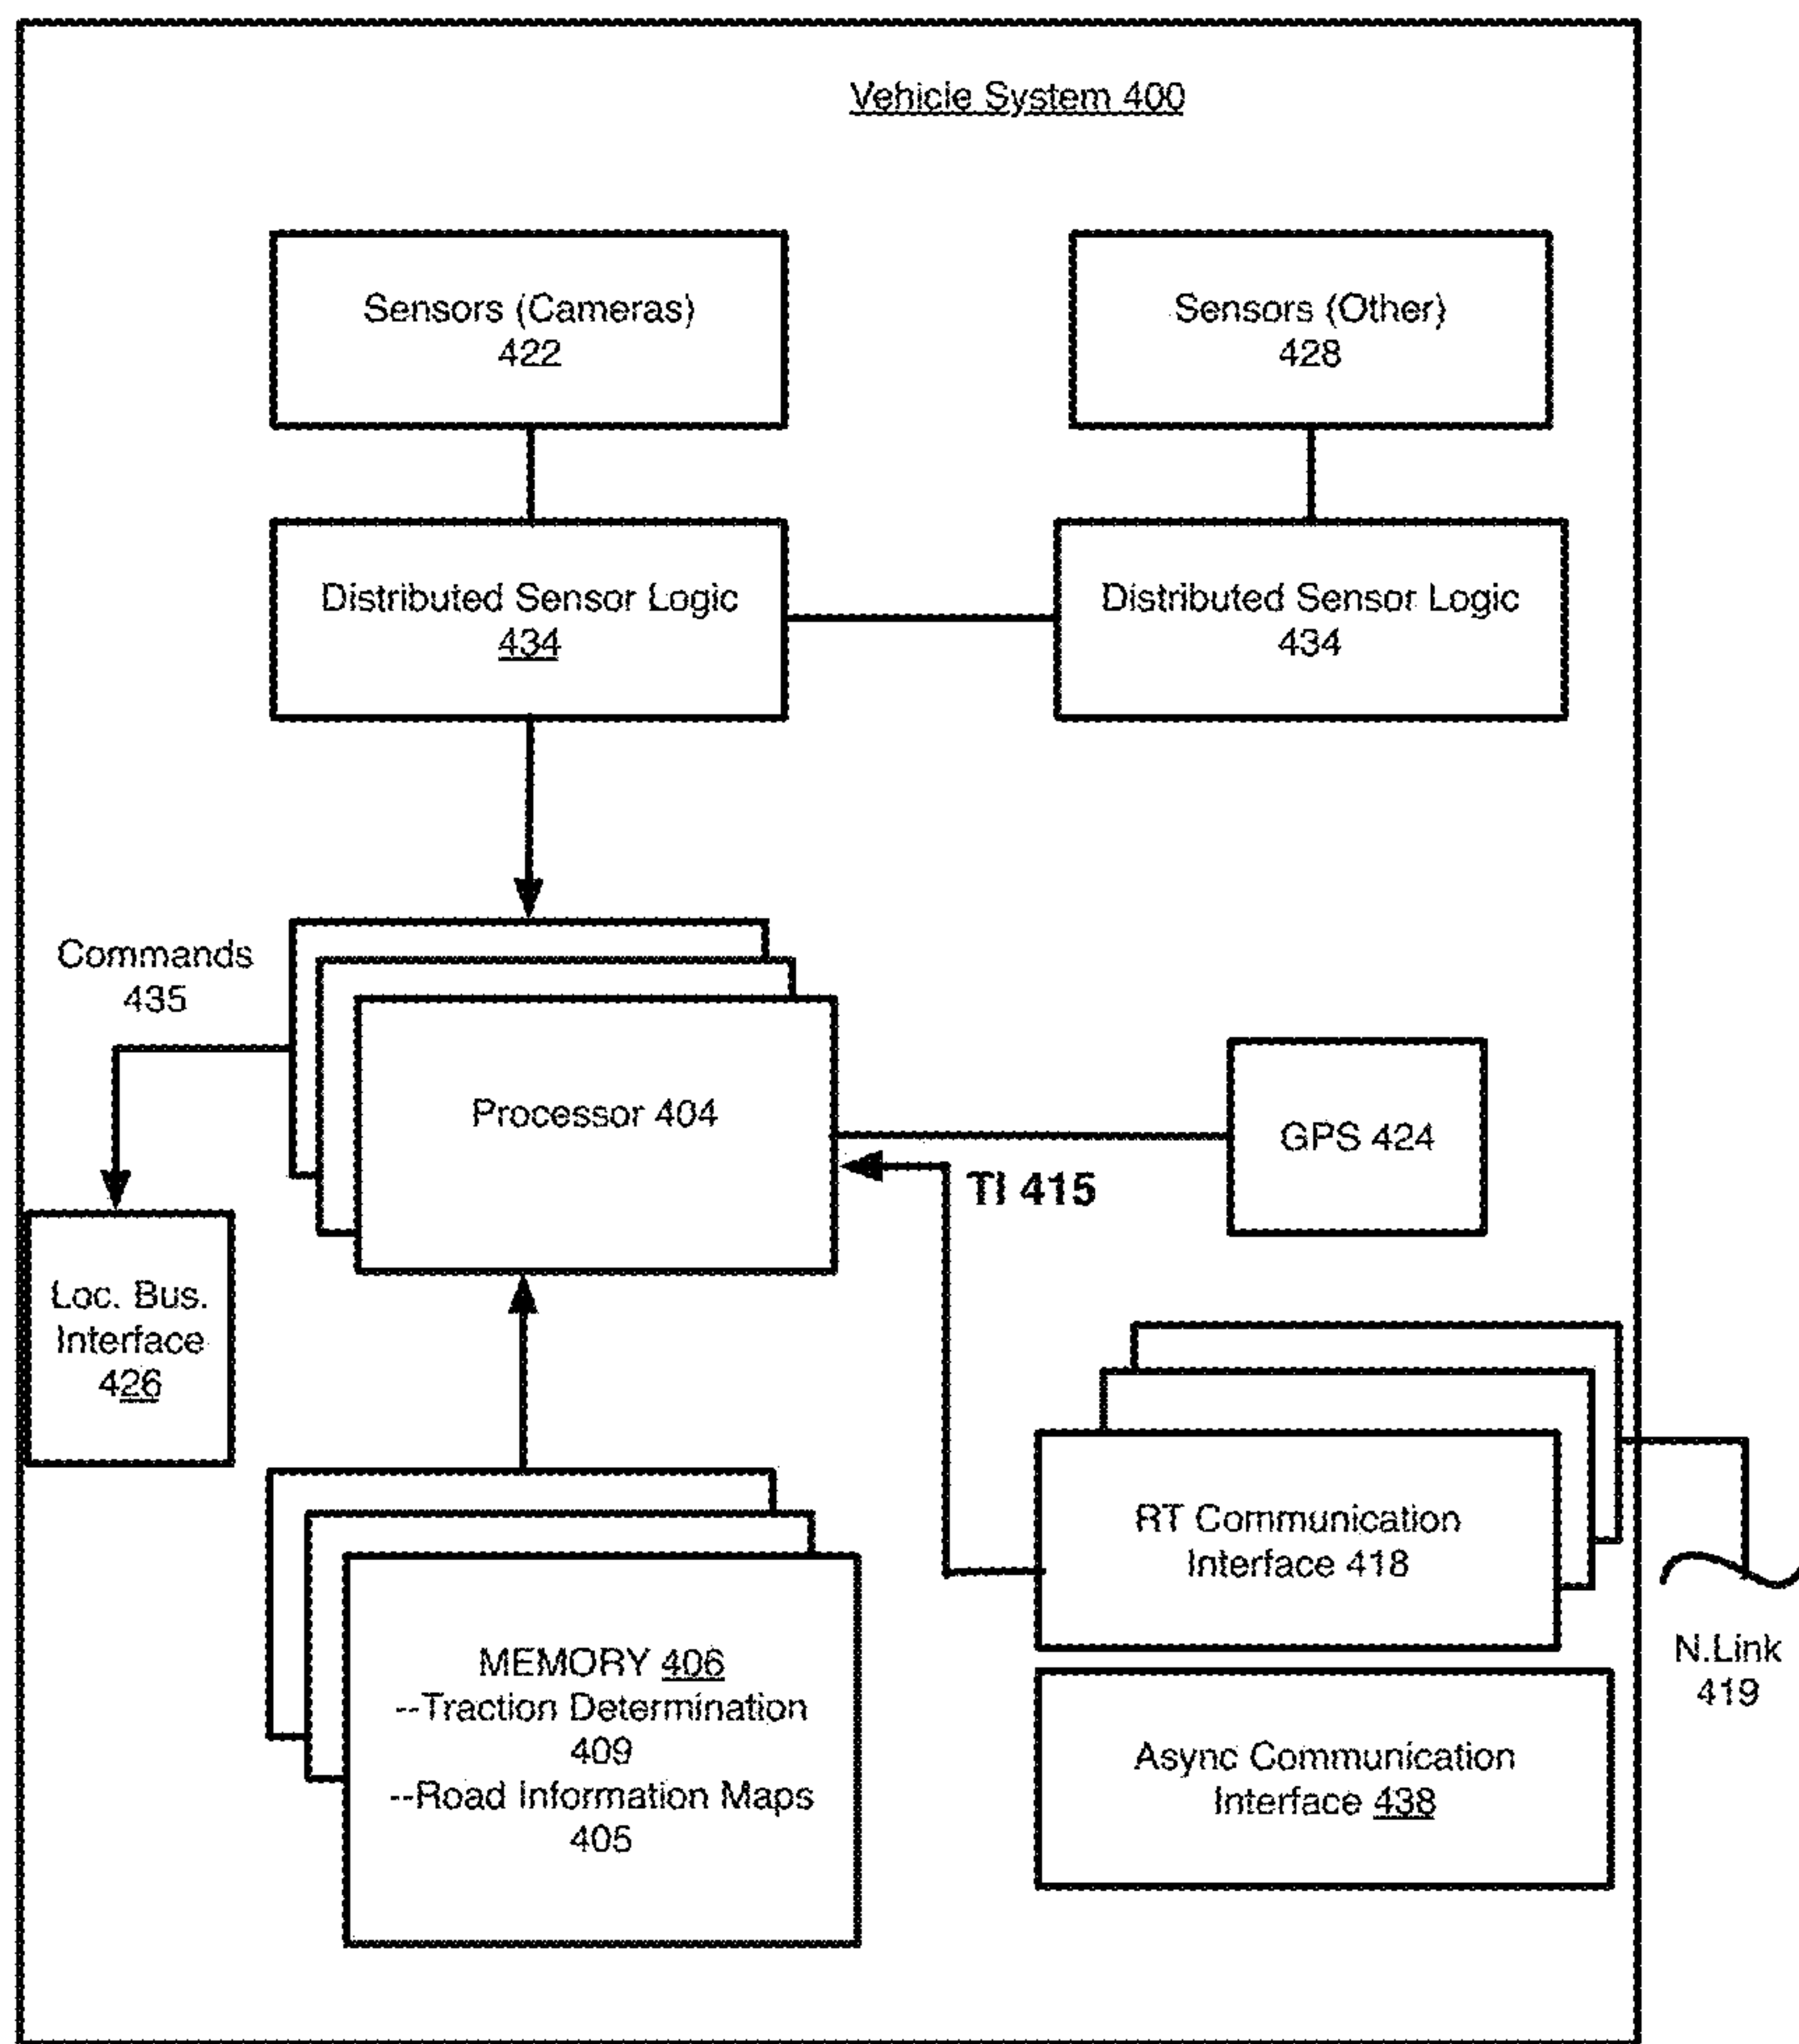 Vehicle System 400
Sensors (Cameras)
422
Sensors (Other)
428
Distributed Sensor Logic
434
Distributed Sensor Logic
434
Commands
435
Processor 404
GPS 424
TI 415
Loc. Bus.
Interface
426
RT Communication
Interface 418
N.Link
419
MEMORY 406
--Traction Determination
409
--Road Information Maps
405
Async Communication
Interface 438